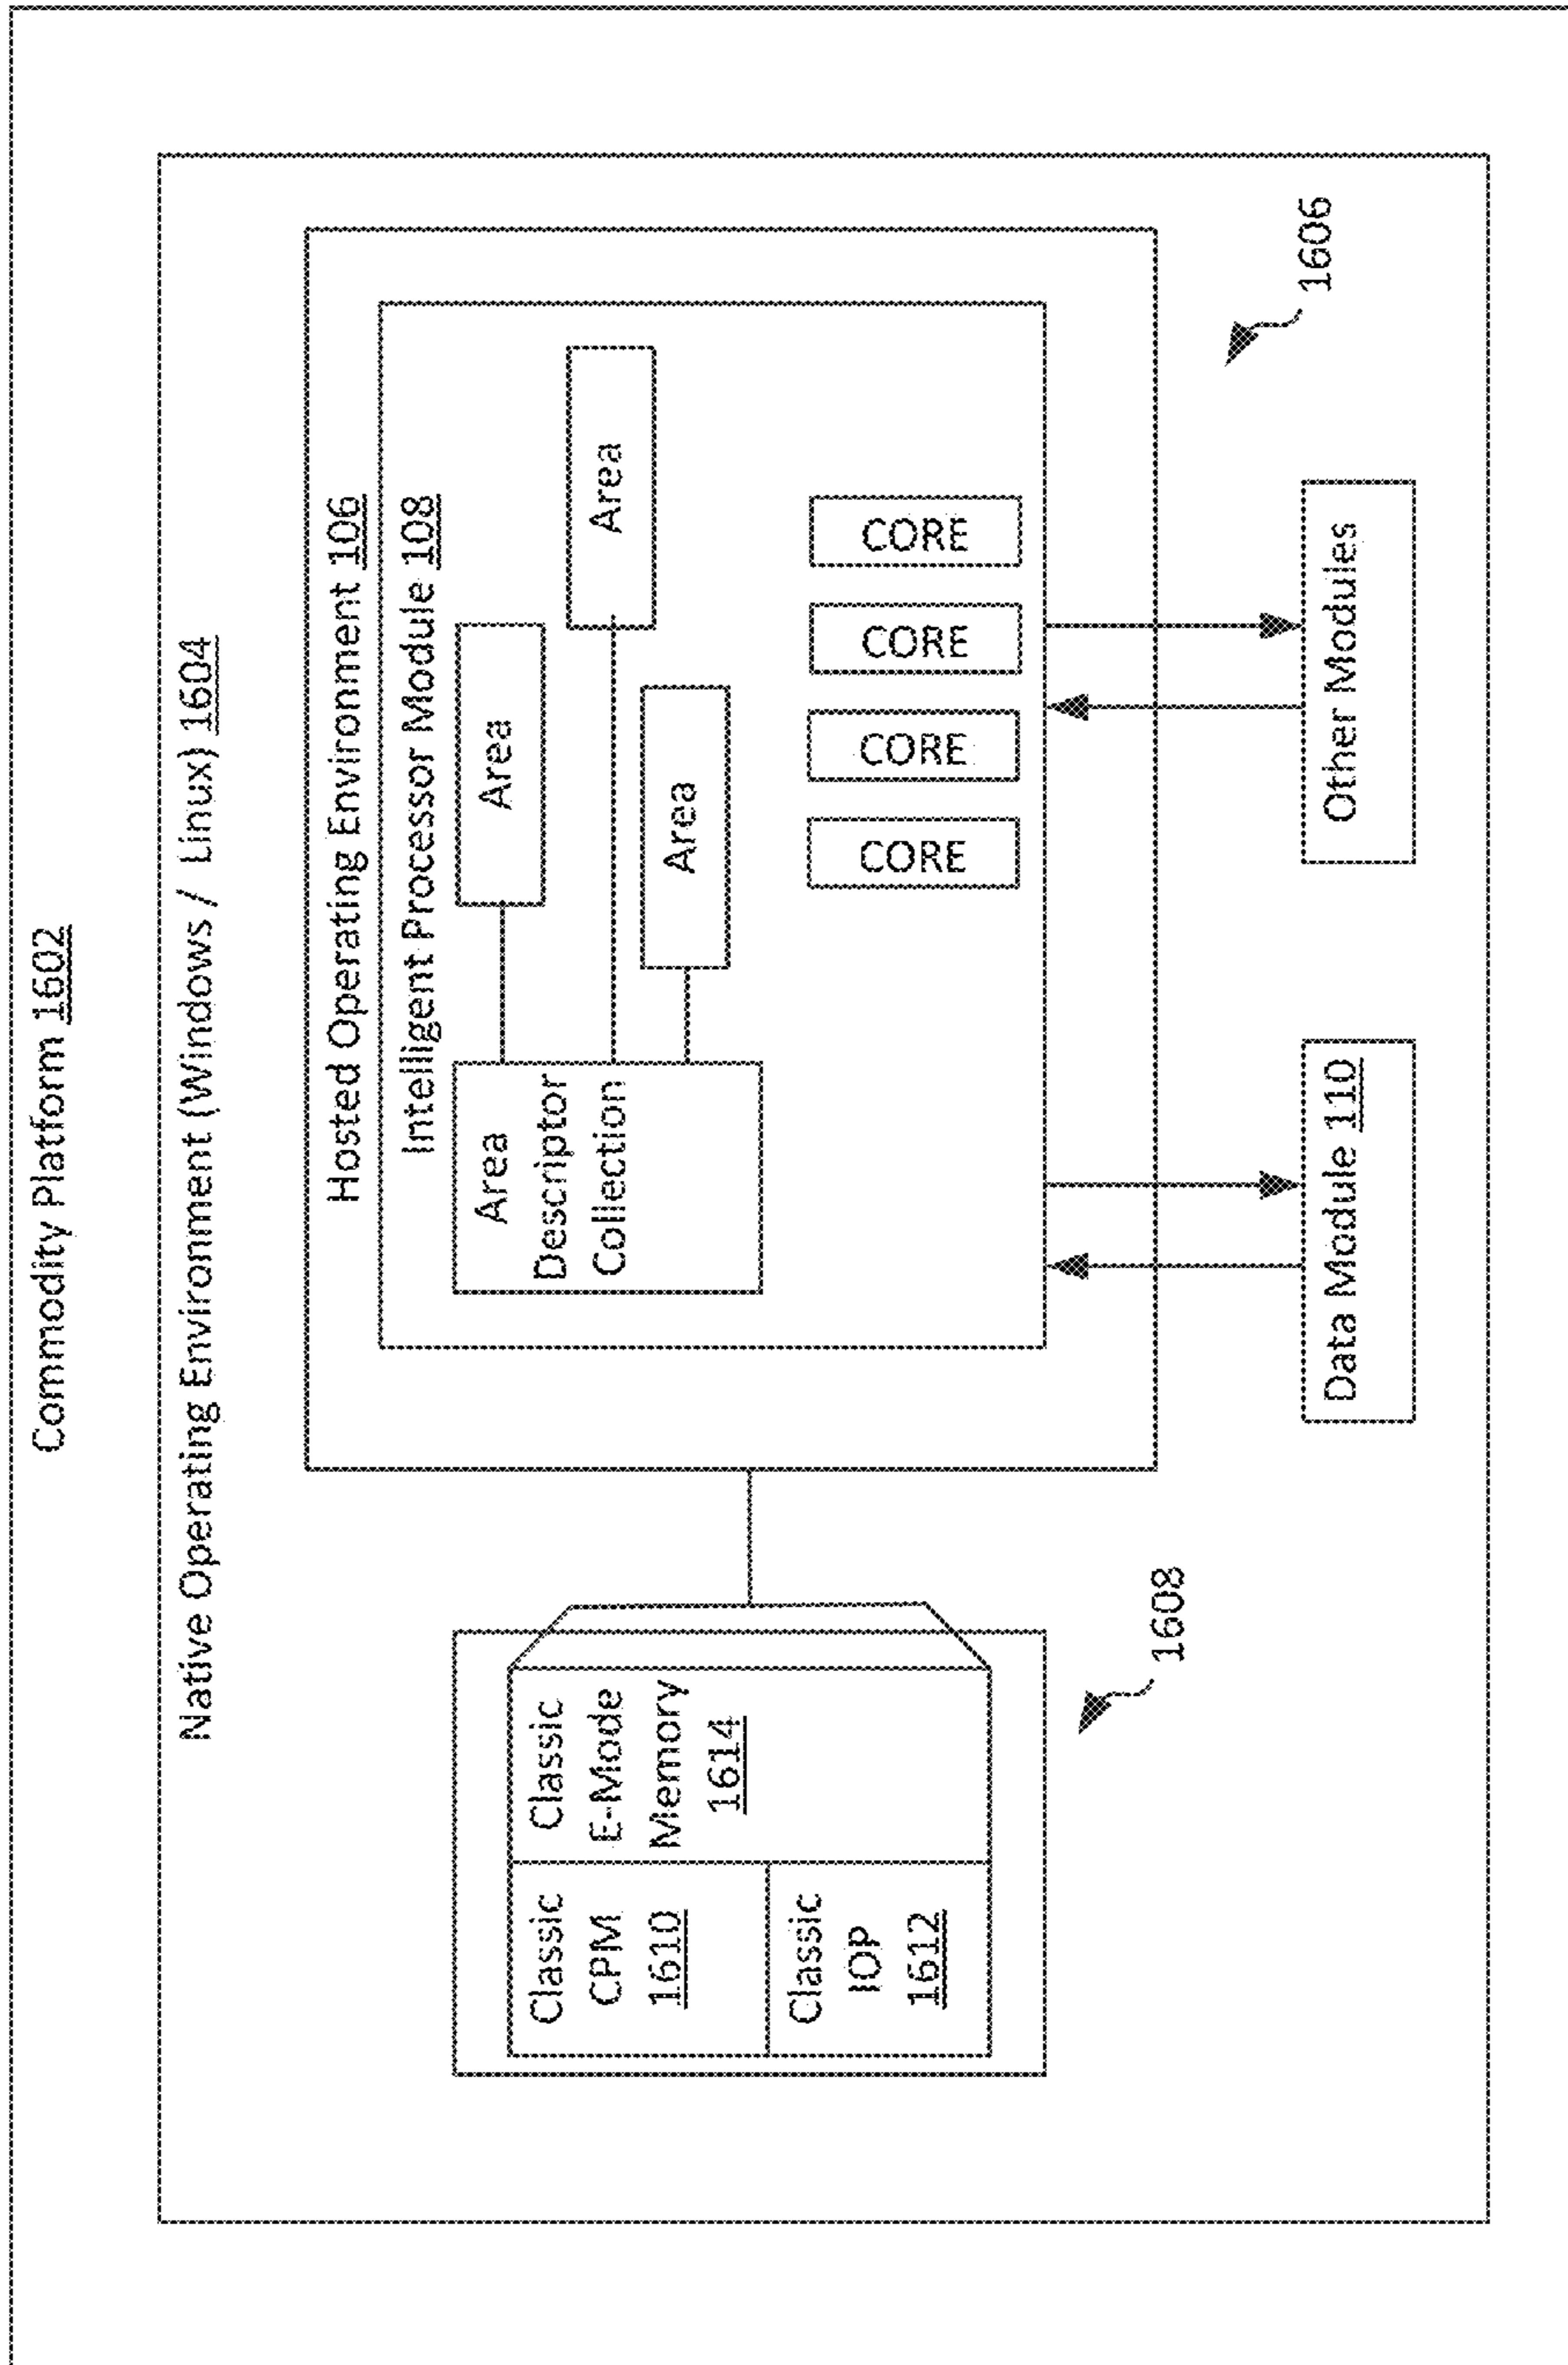 Commodity Platform 1602
Native Operating Environment (Windows / Linux) 1604
Hosted Operating Environment 106
Intelligent Processor Module 108
Area
Descriptor
Collection
Area
Area
Area
CORE
CORE
CORE
CORE
Classic
CPM
1610
Classic
IOP
1612
Classic
E-Mode
Memory
1614
1608
Data Module 110
Other Modules
1606